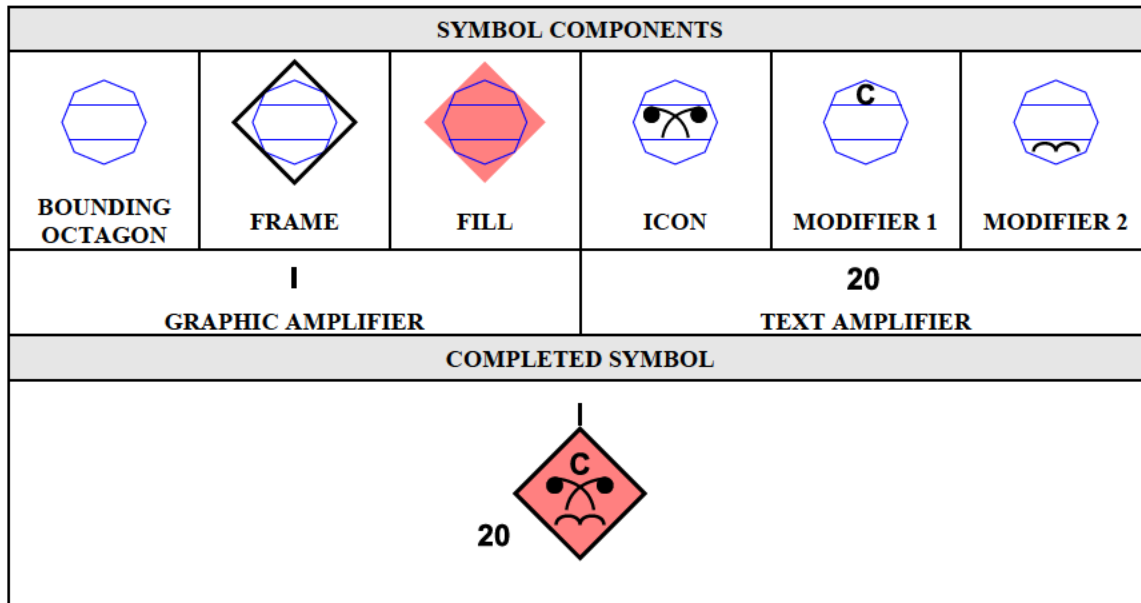 SYMBOL COMPONENTS
C
BOUNDING
OCTAGON
FRAME
FILL
ICON
MODIFIER 1
MODIFIER 2
I
20
GRAPHIC AMPLIFIER
TEXT AMPLIFIER
COMPLETED SYMBOL
I
C
20